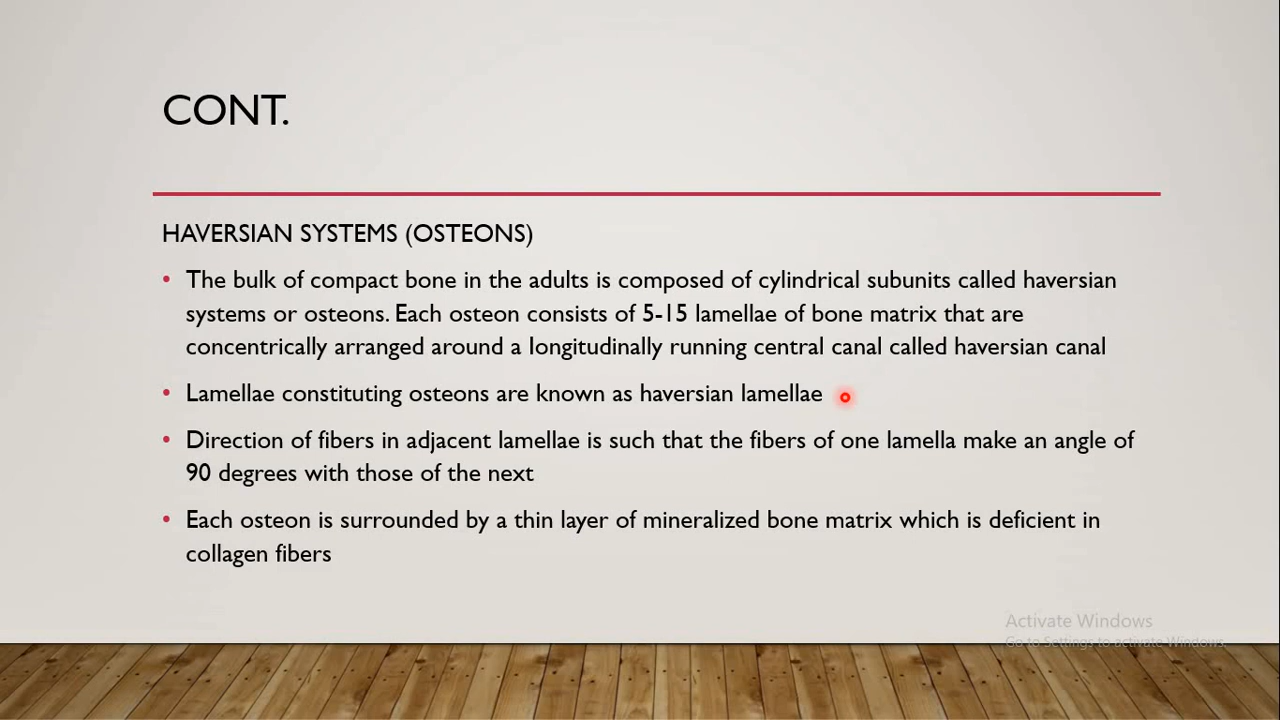 CONT.
HAVERSIAN SYSTEMS (OSTEONS)
• The bulk of compact bone in the adults is composed of cylindrical subunits called haversian
systems or osteons. Each osteon consists of 5-15 lamellae of bone matrix that are
concentrically arranged around a longitudinally running central canal called haversian canal
• Lamellae constituting osteons are known as haversian lamellae
• Direction of fibers in adjacent lamellae is such that the fibers of one lamella make an angle of
90 degrees with those of the next
• Each osteon is surrounded by a thin layer of mineralized bone matrix which is deficient in
collagen fibers
Activate Windows
Go to Settings to activate Windows.